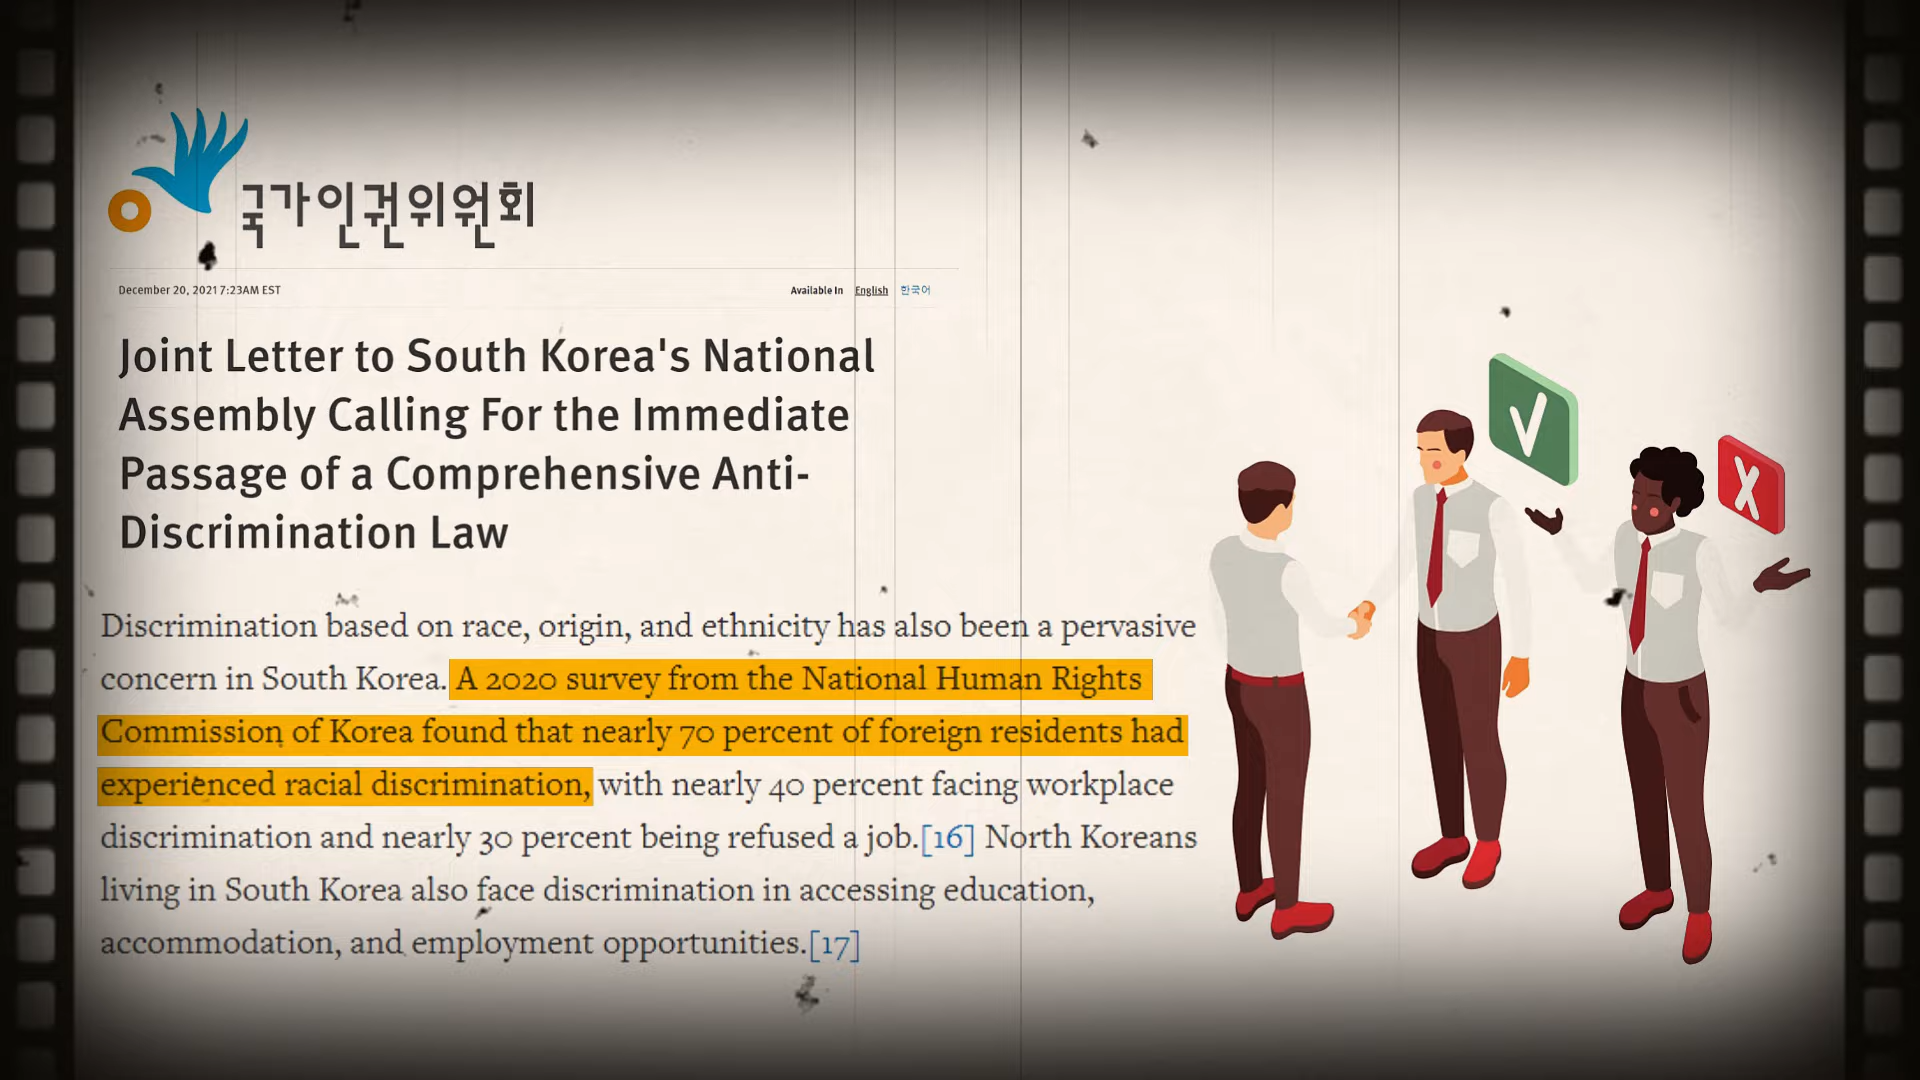 국가인권위원회
December 20, 2021 7:23AM EST
Available In English 한국어
Joint Letter to South Korea's National
Assembly Calling For the Immediate
Passage of a Comprehensive Anti-
Discrimination Law
Discrimination based on race, origin, and ethnicity has also been a pervasive
concern in South Korea. A 2020 survey from the National Human Rights
Commission of Korea found that nearly 70 percent of foreign residents had
experienced racial discrimination, with nearly 40 percent facing workplace
discrimination and nearly 30 percent being refused a job.[16] North Koreans
living in South Korea also face discrimination in accessing education,
accommodation, and employment opportunities.[17]